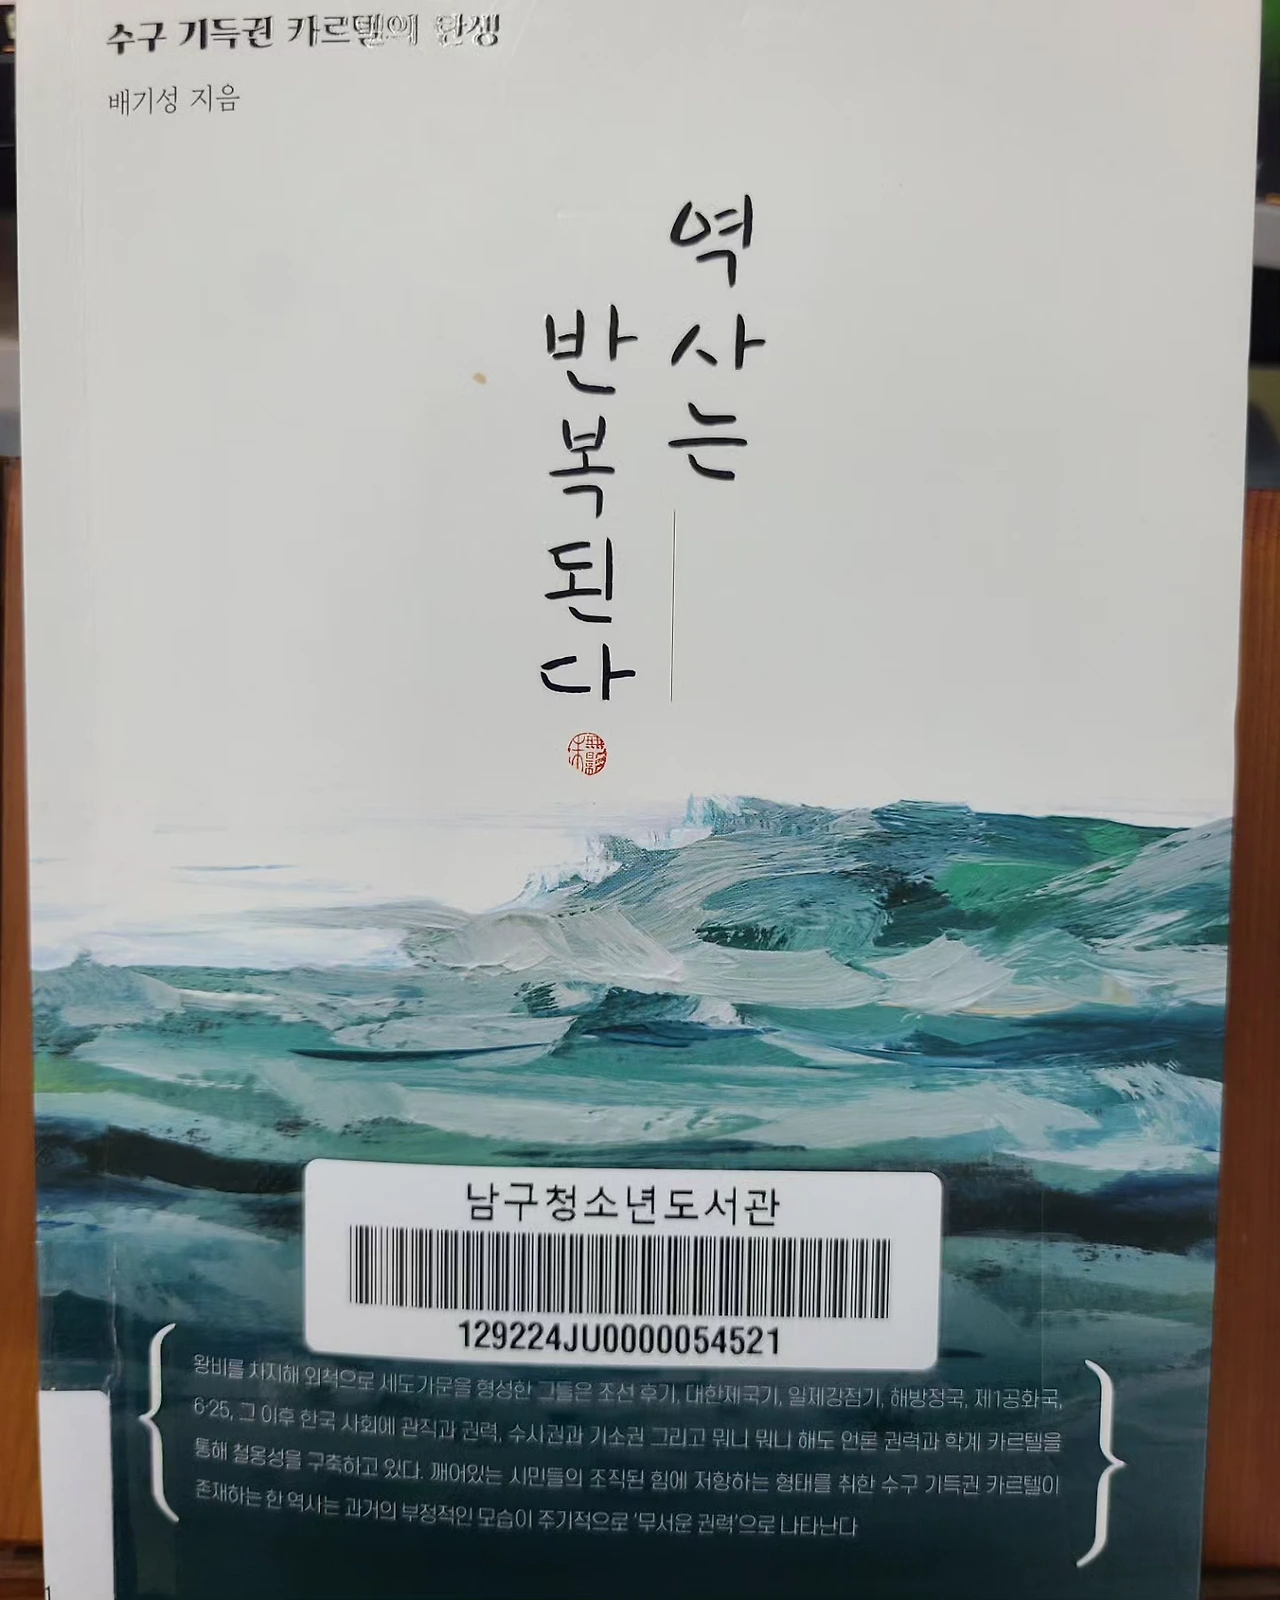 수구 기득권 카르텔의 탄생
배기성 지음
역사는
반복된다
남구청소년도서관
129224JU0000054521
왕비를 차지해 외척으로 세도가문을 형성한 그들은 조선 후기, 대한제국기, 일제강점기, 해방정국, 제1공화국,
6·25, 그 이후 한국 사회에 관직과 권력, 수사권과 기소권 그리고 뭐니 뭐니 해도 언론 권력과 학계 카르텔을
통해 철옹성을 구축하고 있다. 깨어있는 시민들의 조직된 힘에 저항하는 형태를 취한 수구 기득권 카르텔이
존재하는 한 역사는 과거의 부정적인 모습이 주기적으로 '무서운 권력'으로 나타난다
1